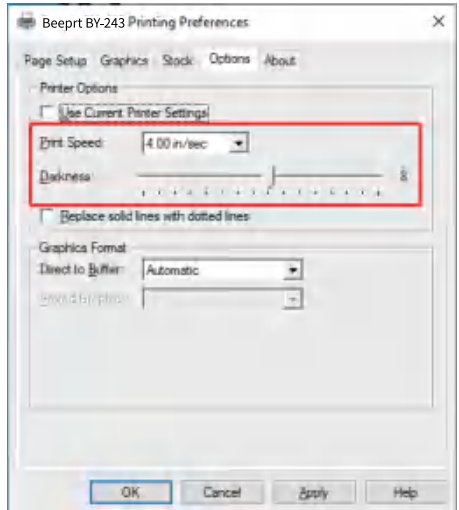 Beeprt BY-243 Printing Preferences
Page Setup Graphics Stock Options About
Printer Options
Use Current Printer Settings
Print Speed: 4.00 in/sec
Darkness: 8
Replace solid lines with dotted lines
Graphics Format
Direct to Buffer: Automatic
OK Cancel Apply Help